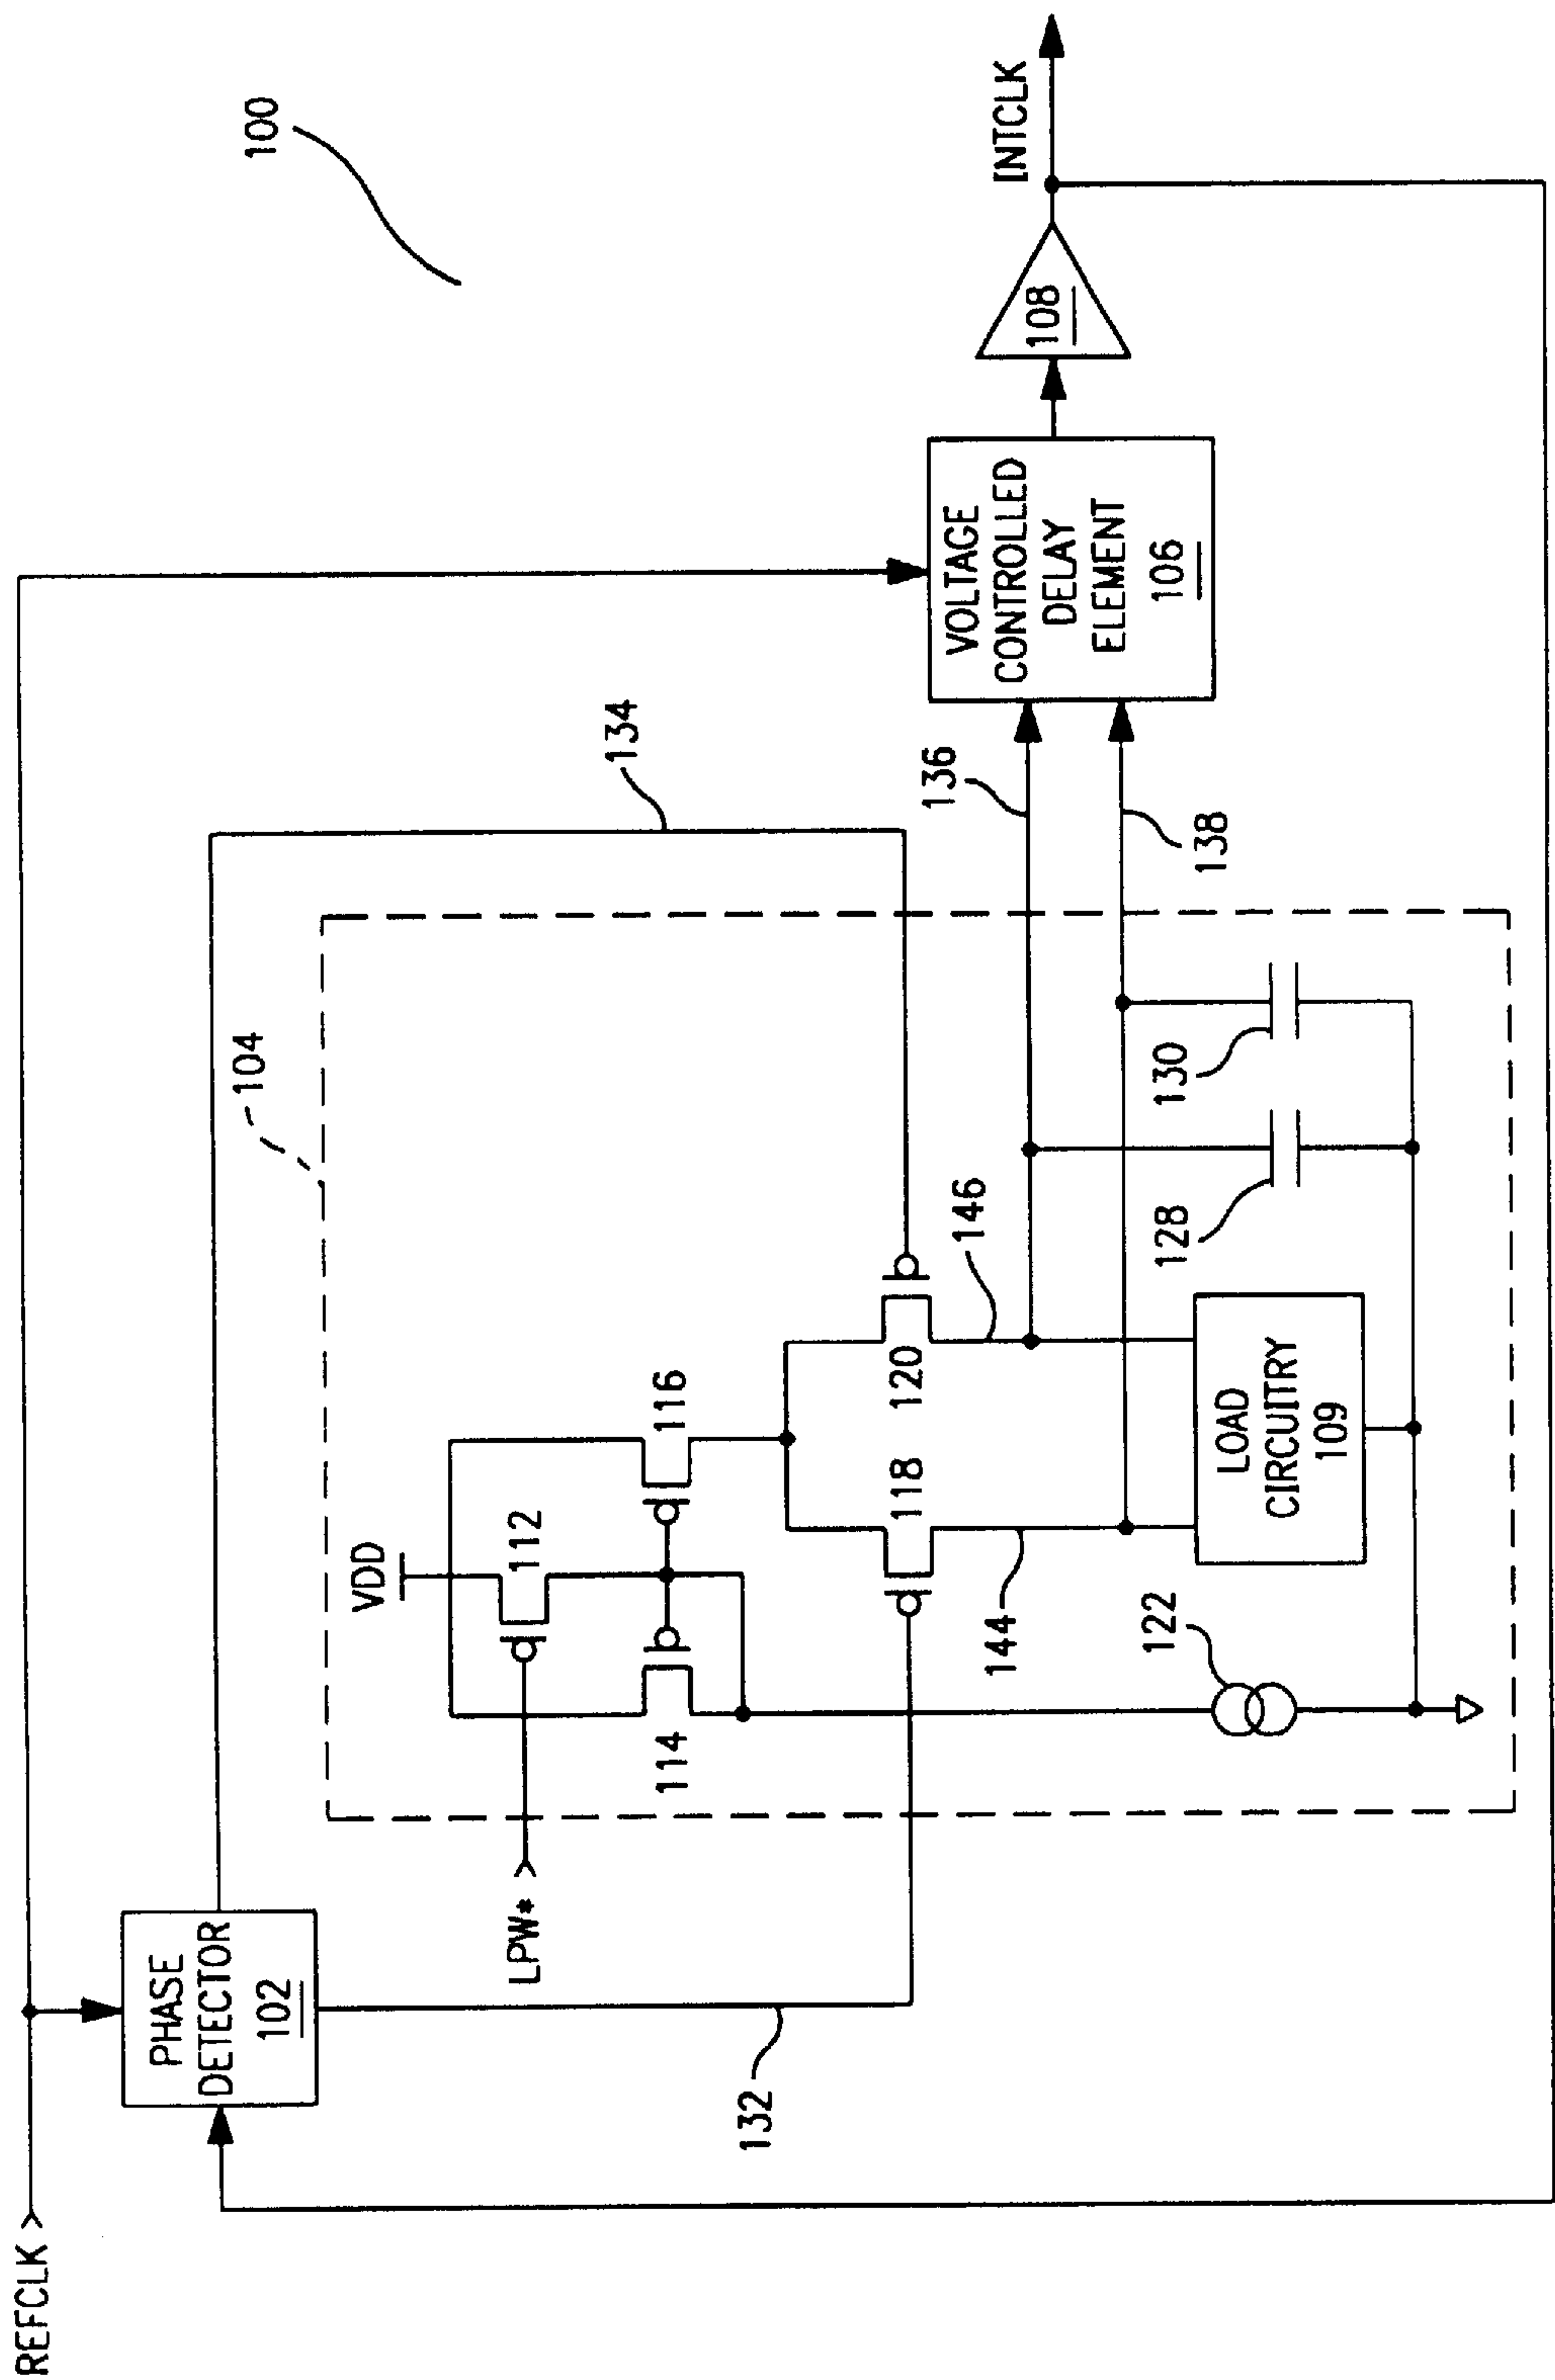 REFCLK >
100
PHASE
DETECTOR
102
134
104
VDD
112
116
LPW* >
114
118
120
132
144
146
136
138
VOLTAGE
CONTROLLED
DELAY
ELEMENT
106
108
INTCLK
122
LOAD
CIRCUITRY
109
128
130